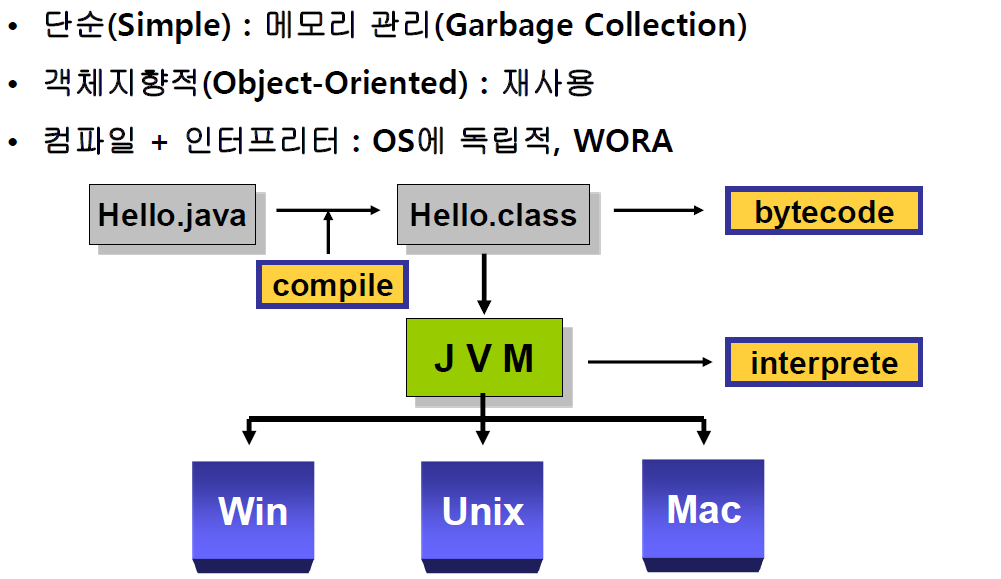 • 단순(Simple) : 메모리 관리(Garbage Collection)
• 객체지향적(Object-Oriented) : 재사용
• 컴파일 + 인터프리터 : OS에 독립적, WORA
Hello.java
Hello.class
bytecode
compile
J V M
interprete
Win
Unix
Mac